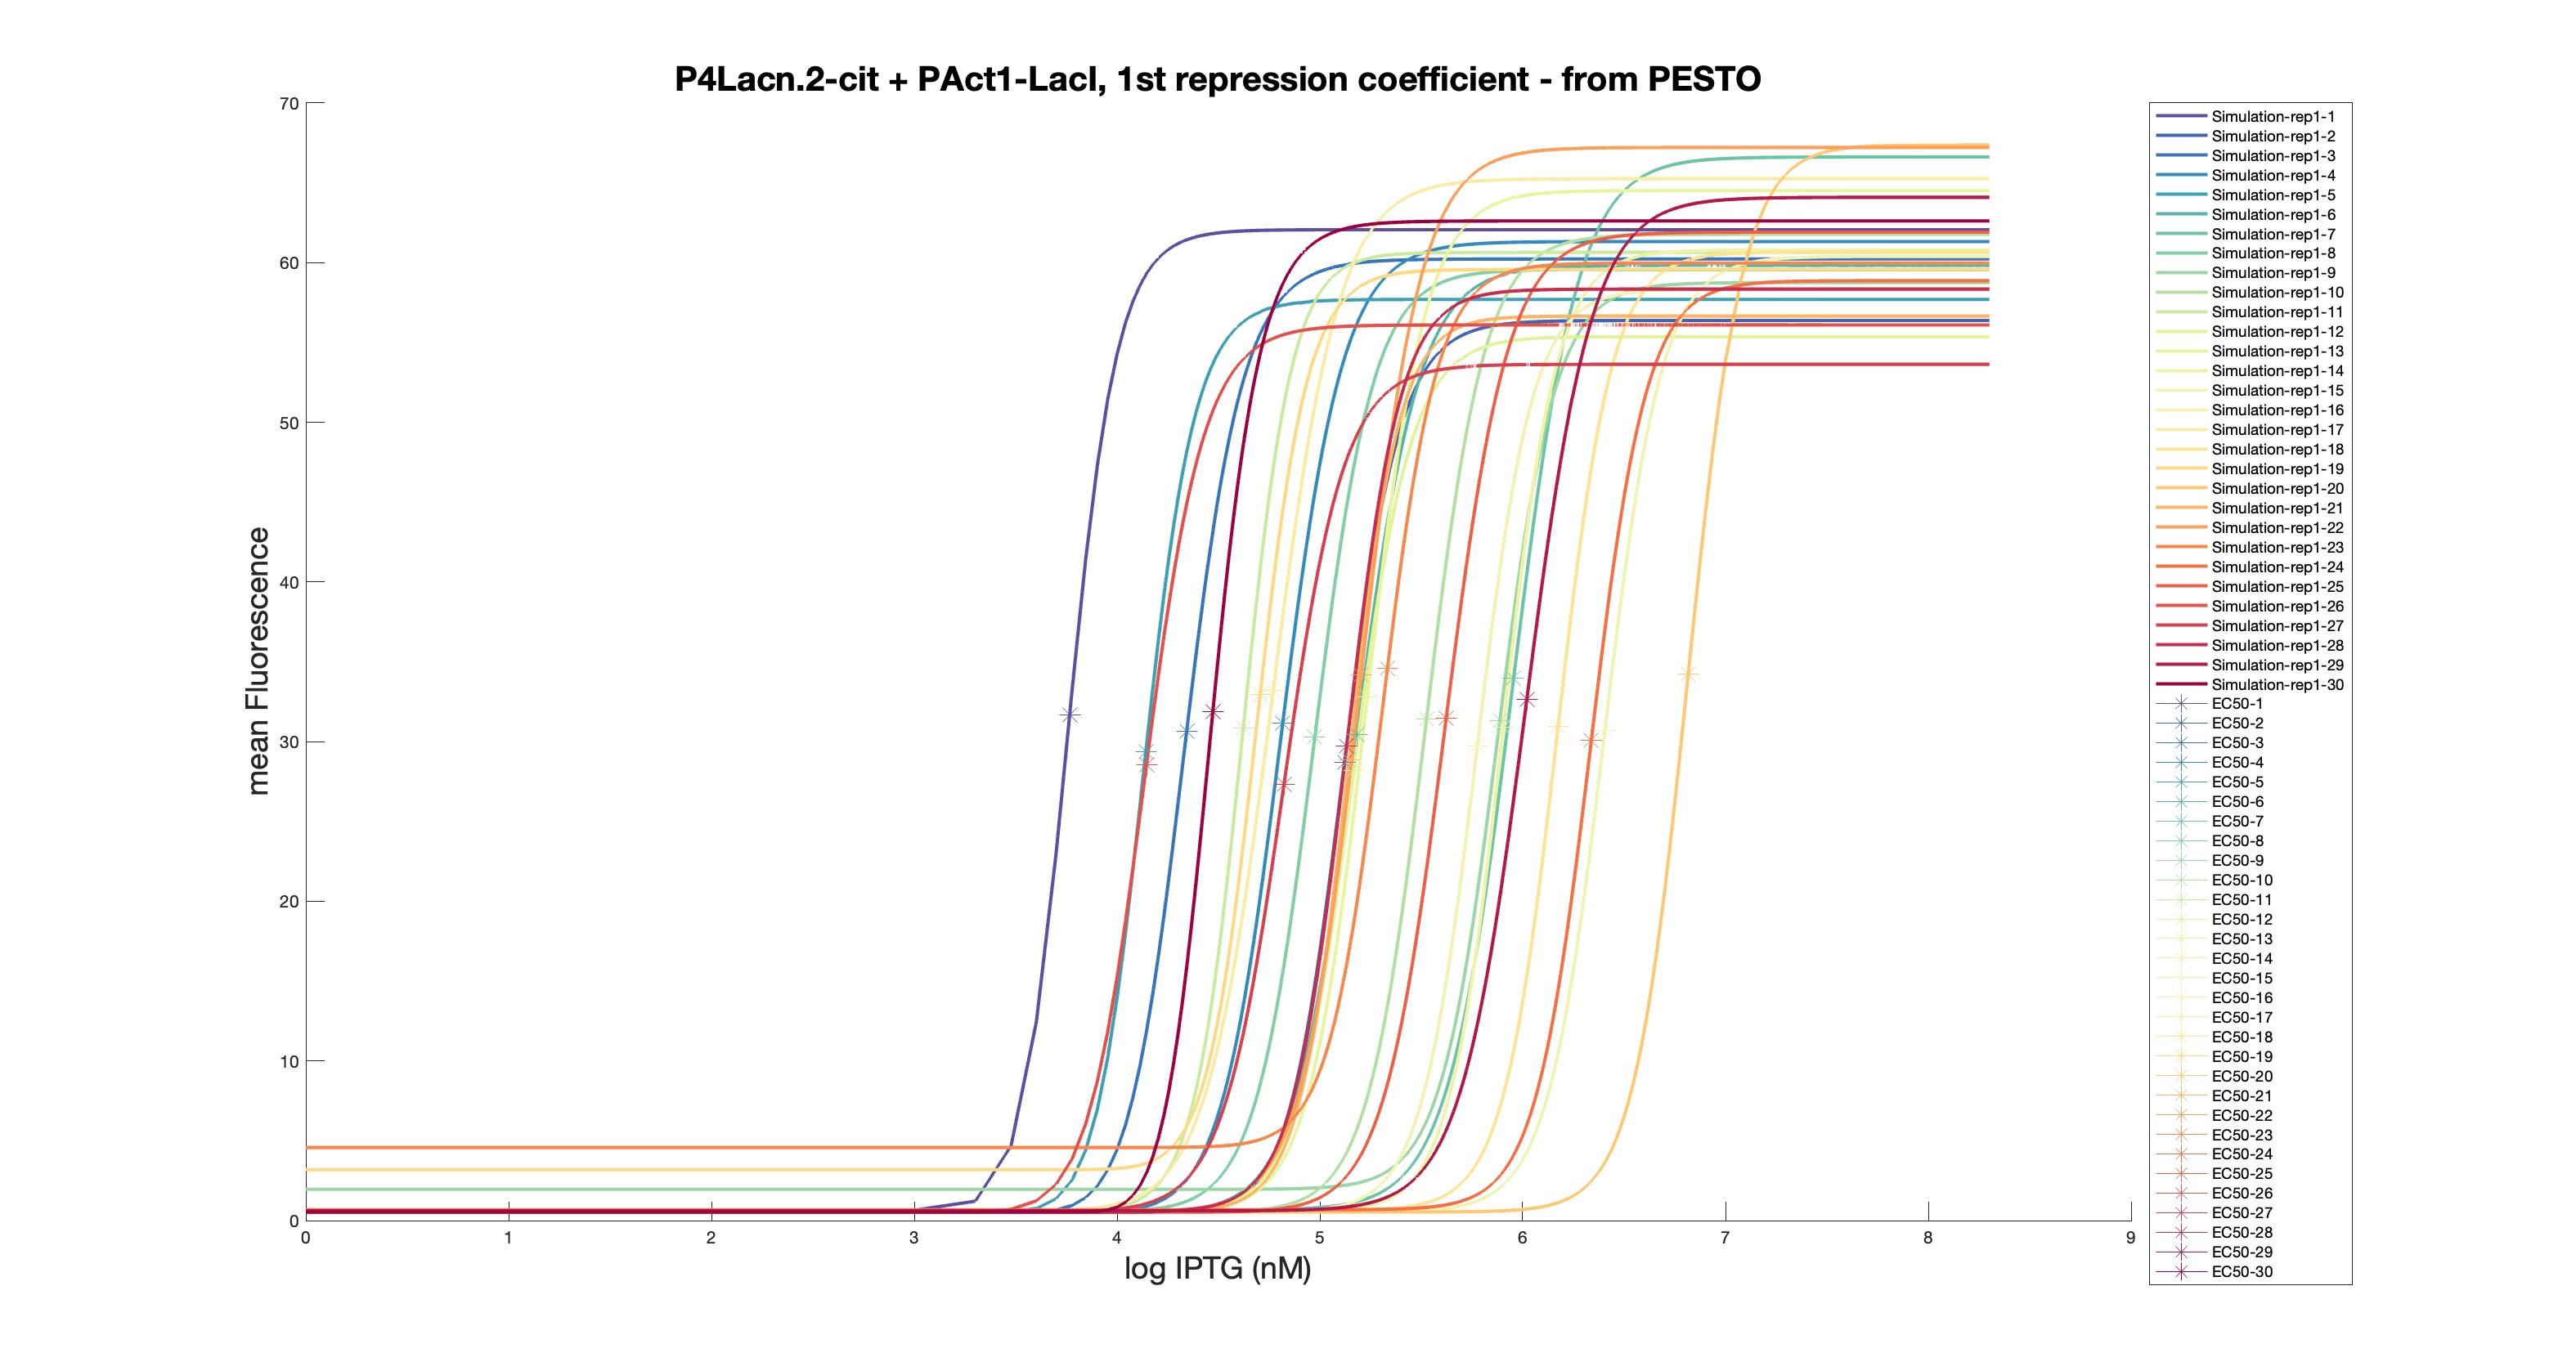 P4Lacn.2-cit + PAct1-LacI, 1st repression coefficient - from PESTO
70
60
50
40
30
20
10
0
mean Fluorescence
0 1 2 3 4 5 6 7 8 9
log IPTG (nM)
Simulation-rep1-1
Simulation-rep1-2
Simulation-rep1-3
Simulation-rep1-4
Simulation-rep1-5
Simulation-rep1-6
Simulation-rep1-7
Simulation-rep1-8
Simulation-rep1-9
Simulation-rep1-10
Simulation-rep1-11
Simulation-rep1-12
Simulation-rep1-13
Simulation-rep1-14
Simulation-rep1-15
Simulation-rep1-16
Simulation-rep1-17
Simulation-rep1-18
Simulation-rep1-19
Simulation-rep1-20
Simulation-rep1-21
Simulation-rep1-22
Simulation-rep1-23
Simulation-rep1-24
Simulation-rep1-25
Simulation-rep1-26
Simulation-rep1-27
Simulation-rep1-28
Simulation-rep1-29
Simulation-rep1-30
EC50-1
EC50-2
EC50-3
EC50-4
EC50-5
EC50-6
EC50-7
EC50-8
EC50-9
EC50-10
EC50-11
EC50-12
EC50-13
EC50-14
EC50-15
EC50-16
EC50-17
EC50-18
EC50-19
EC50-20
EC50-21
EC50-22
EC50-23
EC50-24
EC50-25
EC50-26
EC50-27
EC50-28
EC50-29
EC50-30